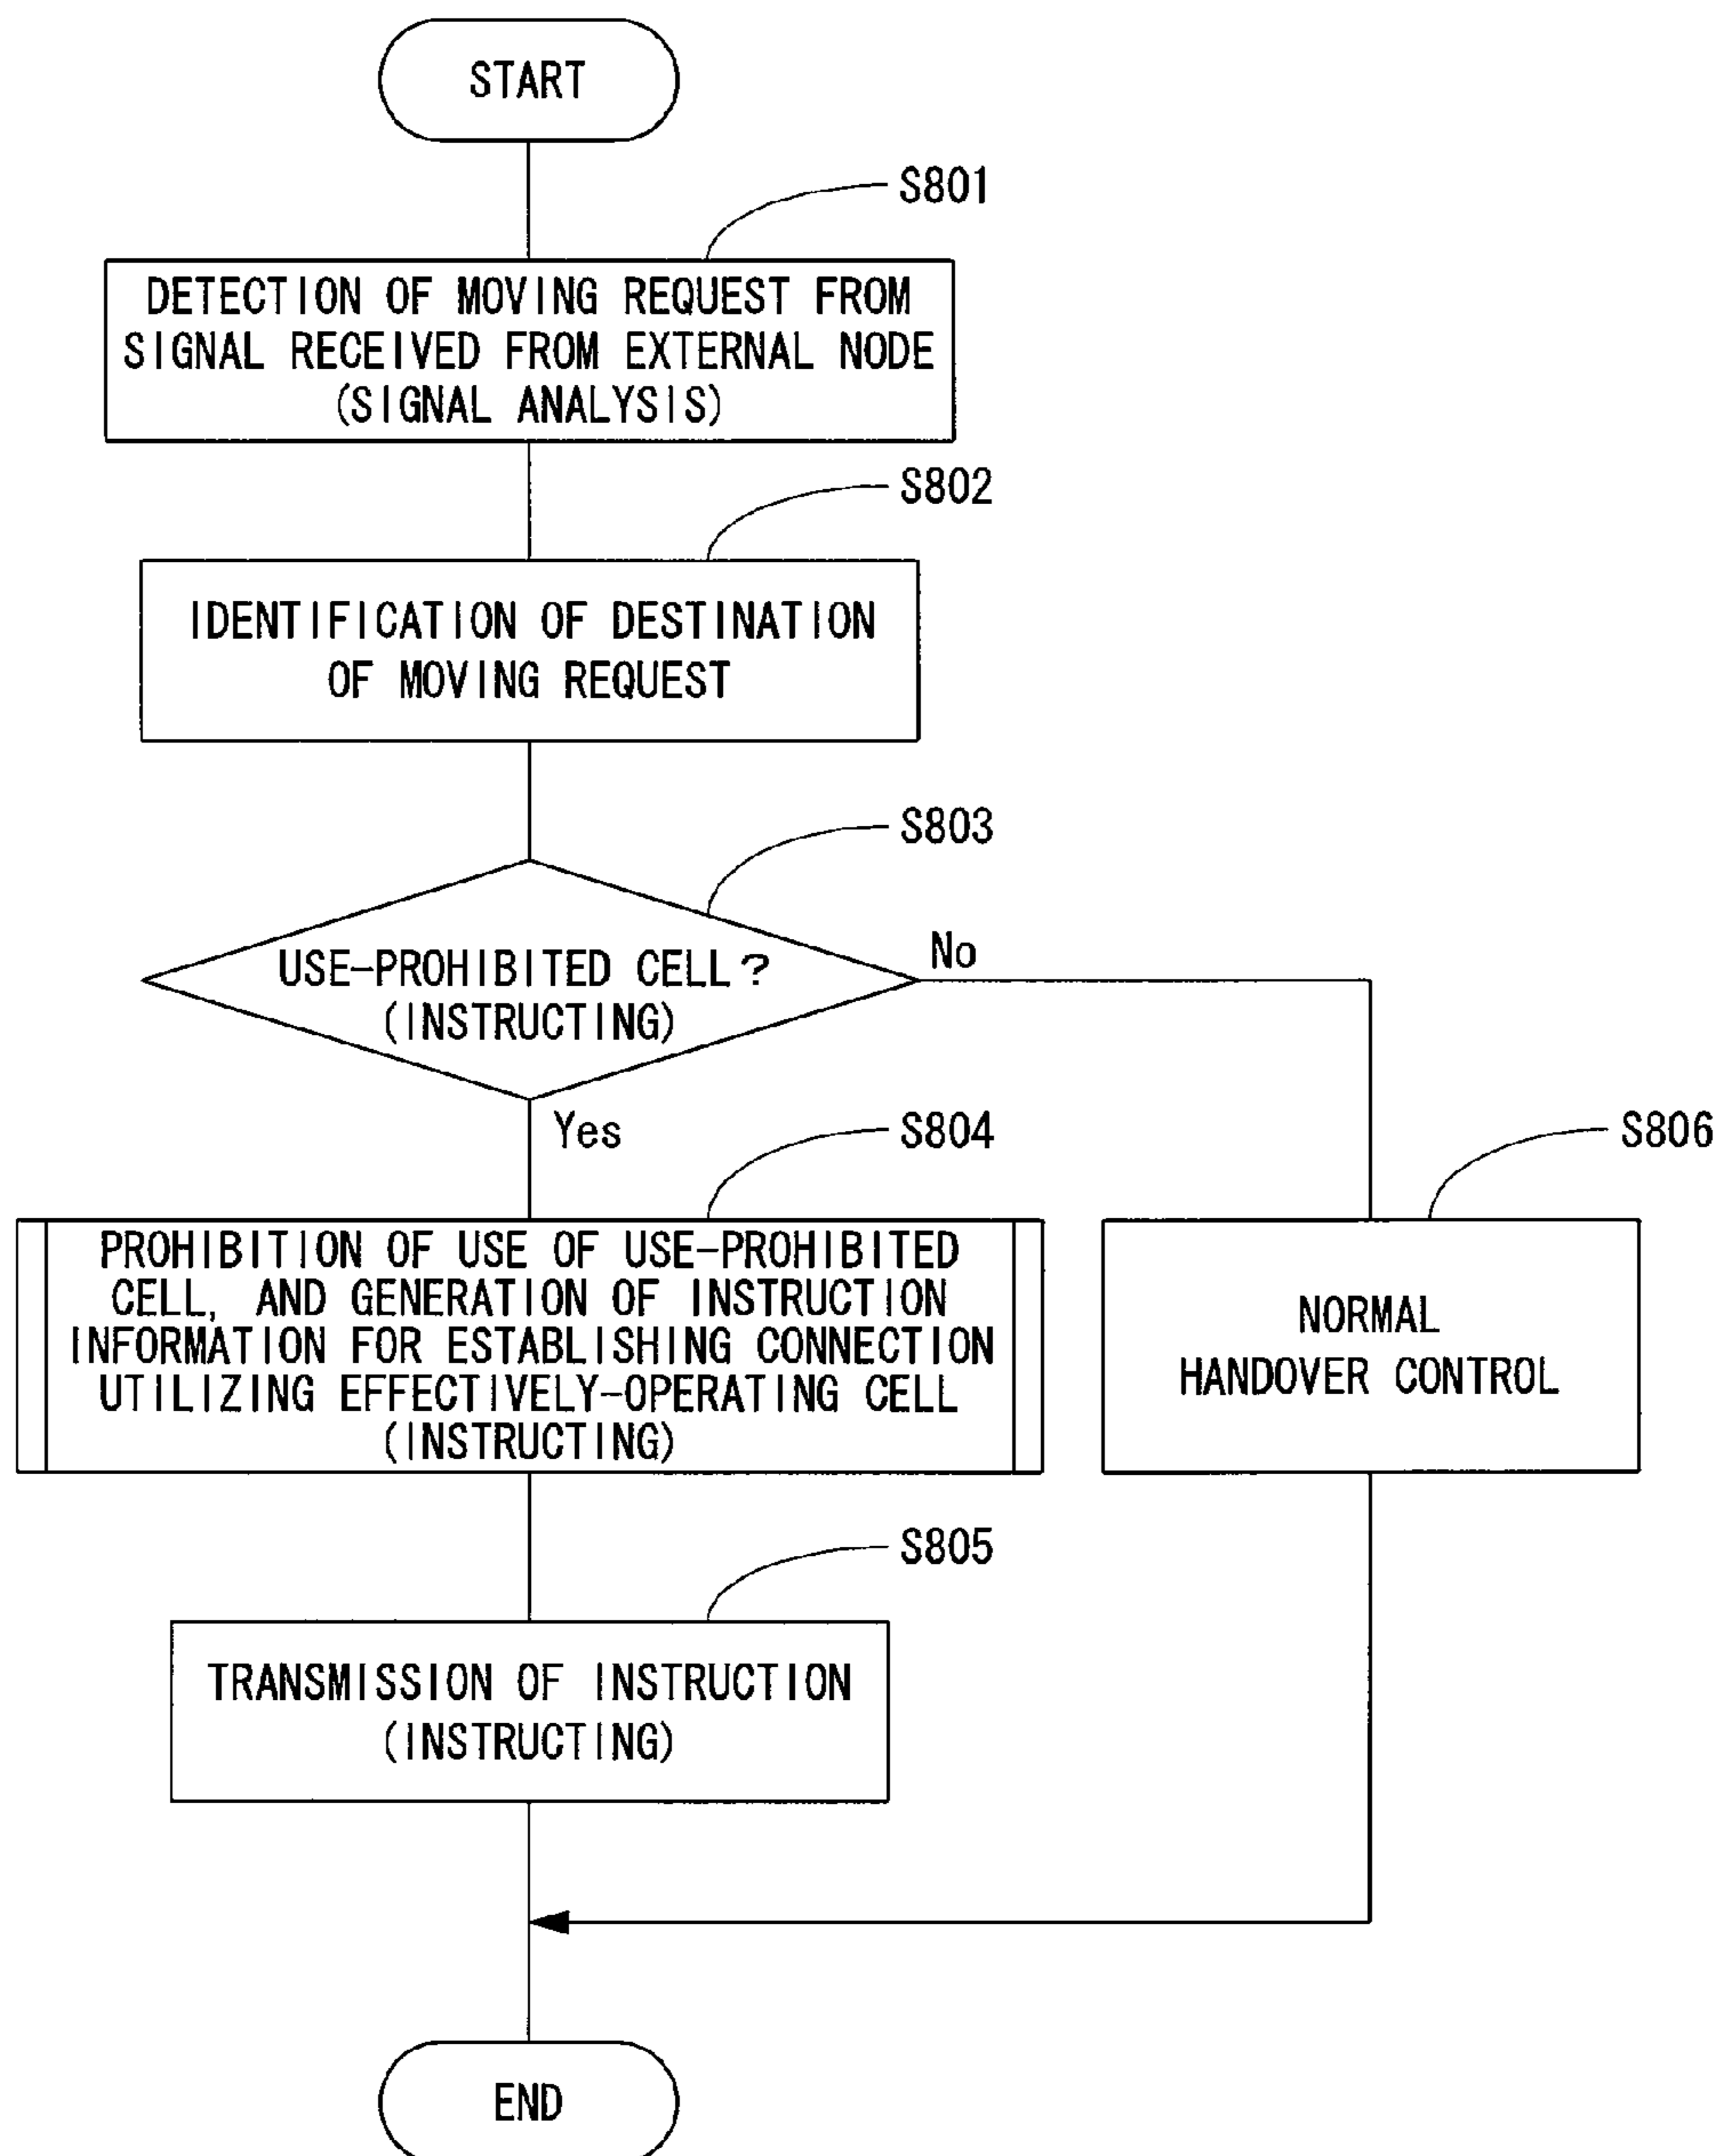 START
S801
DETECTION OF MOVING REQUEST FROM
SIGNAL RECEIVED FROM EXTERNAL NODE
(SIGNAL ANALYSIS)
S802
IDENTIFICATION OF DESTINATION
OF MOVING REQUEST
S803
USE-PROHIBITED CELL?
(INSTRUCTING)
No
Yes
S804
PROHIBITION OF USE OF USE-PROHIBITED
CELL, AND GENERATION OF INSTRUCTION
INFORMATION FOR ESTABLISHING CONNECTION
UTILIZING EFFECTIVELY-OPERATING CELL
(INSTRUCTING)
S806
NORMAL
HANDOVER CONTROL
S805
TRANSMISSION OF INSTRUCTION
(INSTRUCTING)
END